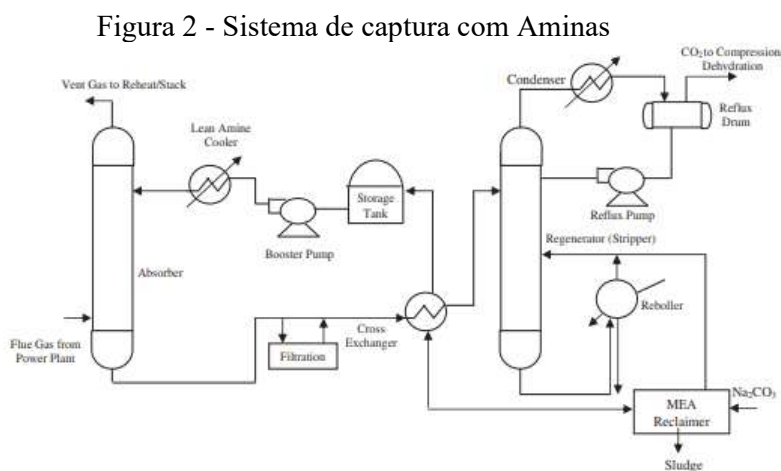 Figura 2 - Sistema de captura com Aminas
CO₂ to Compression
Dehydration
Condenser
Vent Gas to Reheat/Stack
Reflux
Drum
Lean Amine
Cooler
Storage
Tank
Reflux Pump
Booster Pump
Regenerator (Stripper)
Absorber
Reboiler
Cross
Exchanger
Flue Gas from
Power Plant
Filtration
Na₂CO₃
MEA
Reclaimer
Sludge